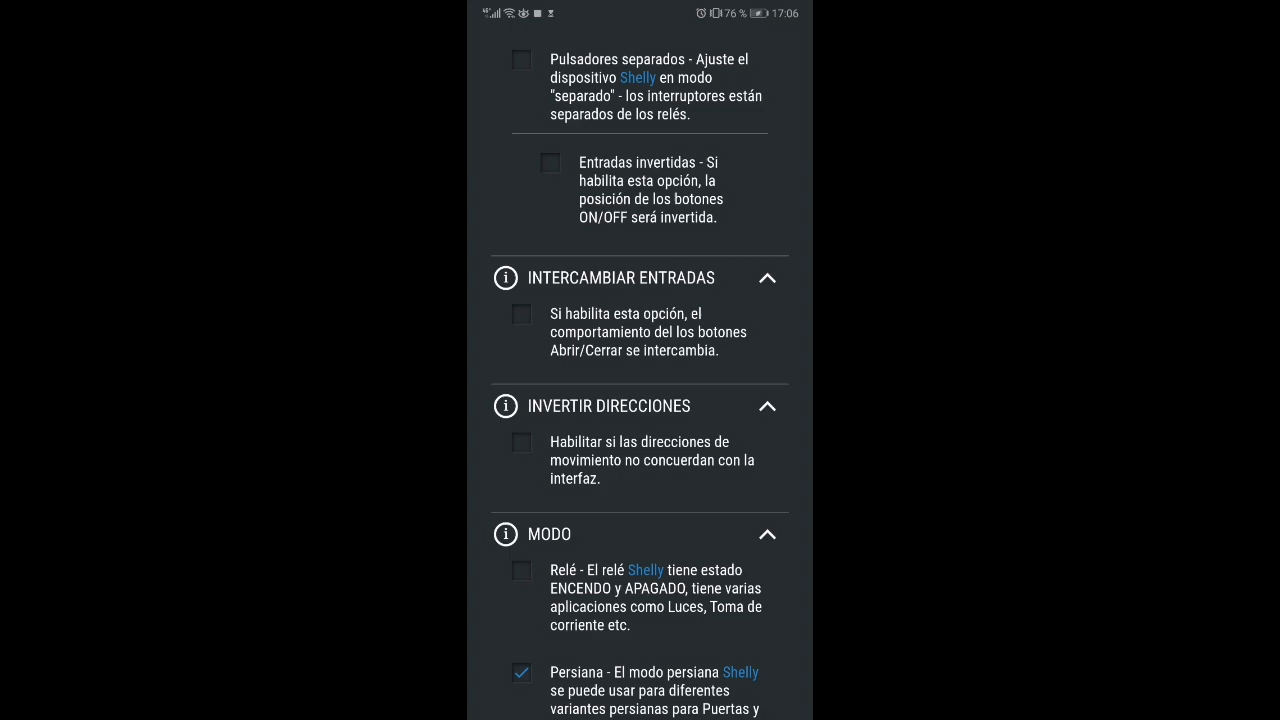 76 % 17:06
Pulsadores separados - Ajuste el
dispositivo Shelly en modo
"separado" - los interruptores están
separados de los relés.
Entradas invertidas - Si
habilita esta opción, la
posición de los botones
ON/OFF será invertida.
INTERCAMBIAR ENTRADAS
Si habilita esta opción, el
comportamiento del los botones
Abrir/Cerrar se intercambia.
INVERTIR DIRECCIONES
Habilitar si las direcciones de
movimiento no concuerdan con la
interfaz.
MODO
Relé - El relé Shelly tiene estado
ENCENDO y APAGADO, tiene varias
aplicaciones como Luces, Toma de
corriente etc.
Persiana - El modo persiana Shelly
se puede usar para diferentes
variantes persianas para Puertas y